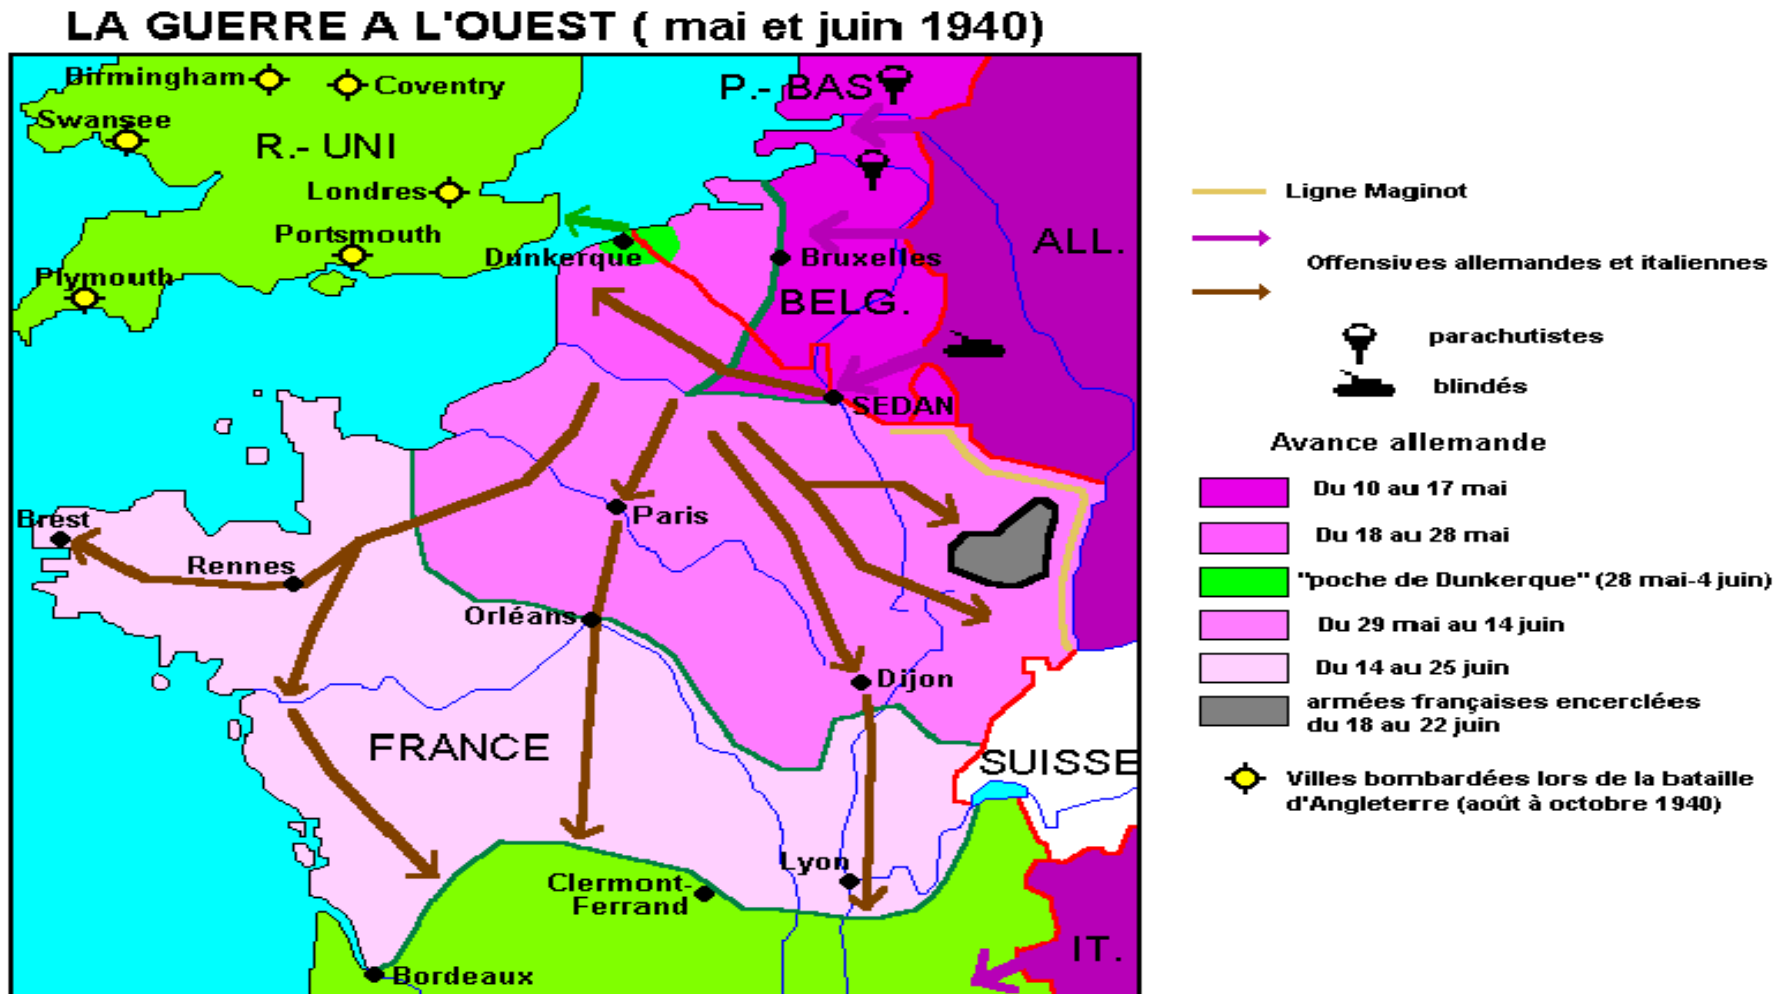 LA GUERRE A L'OUEST ( mai et juin 1940)
Birmingham
Coventry
P.- BAS
Swansee
R.- UNI
Londres
Portsmouth
ALL.
Dunkerque
Bruxelles
Plymouth
BELG.
SEDAN
Brest
Paris
Rennes
Orléans
Dijon
FRANCE
SUISSE
Lyon
Clermont-
Ferrand
IT.
Bordeaux
Ligne Maginot
Offensives allemandes et italiennes
parachutistes
blindés
Avance allemande
Du 10 au 17 mai
Du 18 au 28 mai
"poche de Dunkerque" (28 mai-4 juin)
Du 29 mai au 14 juin
Du 14 au 25 juin
armées françaises encerclées
du 18 au 22 juin
Villes bombardées lors de la bataille
d'Angleterre (août à octobre 1940)